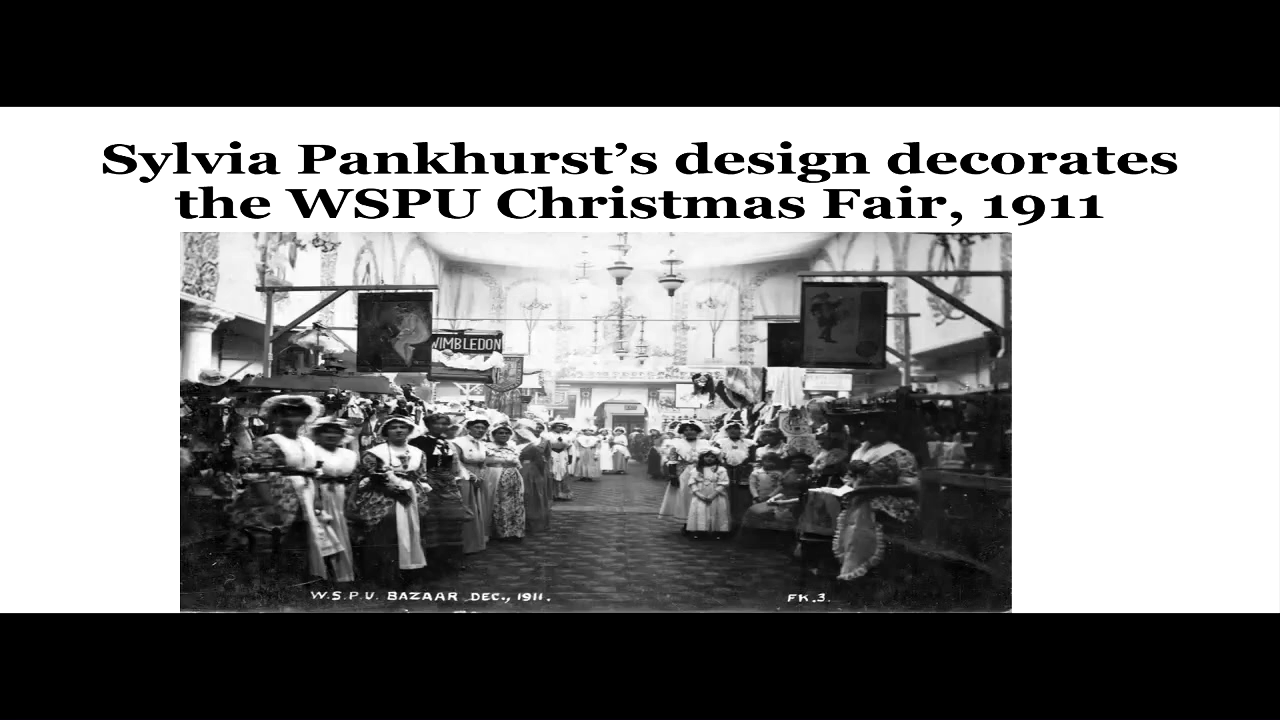 Sylvia Pankhurst’s design decorates
the WSPU Christmas Fair, 1911
WIMBLEDON
W.S.P.U. BAZAAR DEC., 1911.
FK.3.